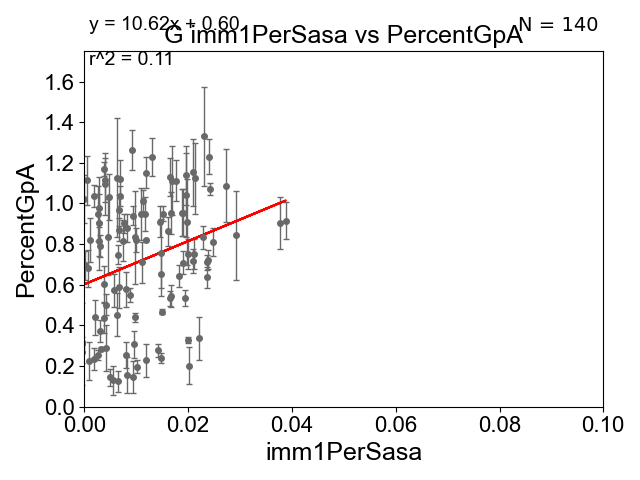 y = 10.62x + 0.60
N = 140
G imm1PerSasa vs PercentGpA
r^2 = 0.11
PercentGpA
1.6
1.4
1.2
1.0
0.8
0.6
0.4
0.2
0.0
0.00 0.02 0.04 0.06 0.08 0.10
imm1PerSasa